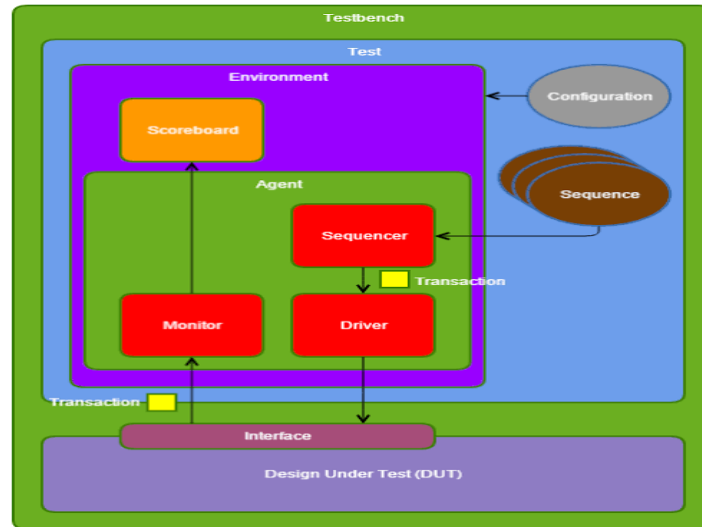 Testbench
Test
Environment
Configuration
Scoreboard
Agent
Sequence
Sequencer
Transaction
Monitor
Driver
Transaction
Interface
Design Under Test (DUT)